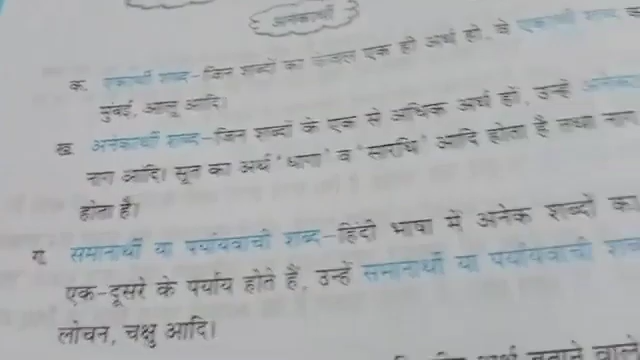 अनेकार्थी
क. एकार्थी शब्द–जिन शब्दों का केवल एक ही अर्थ हो, वे एकार्थी शब्द
मुंबई, आलू आदि।
ख. अनेकार्थी शब्द–जिन शब्दों के एक से अधिक अर्थ हों, उन्हें
नाग आदि। सूत का अर्थ 'धागा' व 'सारथि' आदि होता है तथा नाग
होता है।
ग. समानार्थी या पर्यायवाची शब्द–हिंदी भाषा में अनेक शब्दों का
एक-दूसरे के पर्याय होते हैं, उन्हें समानार्थी या पर्यायवाची शब्द
लोचन, चक्षु आदि।
वाले